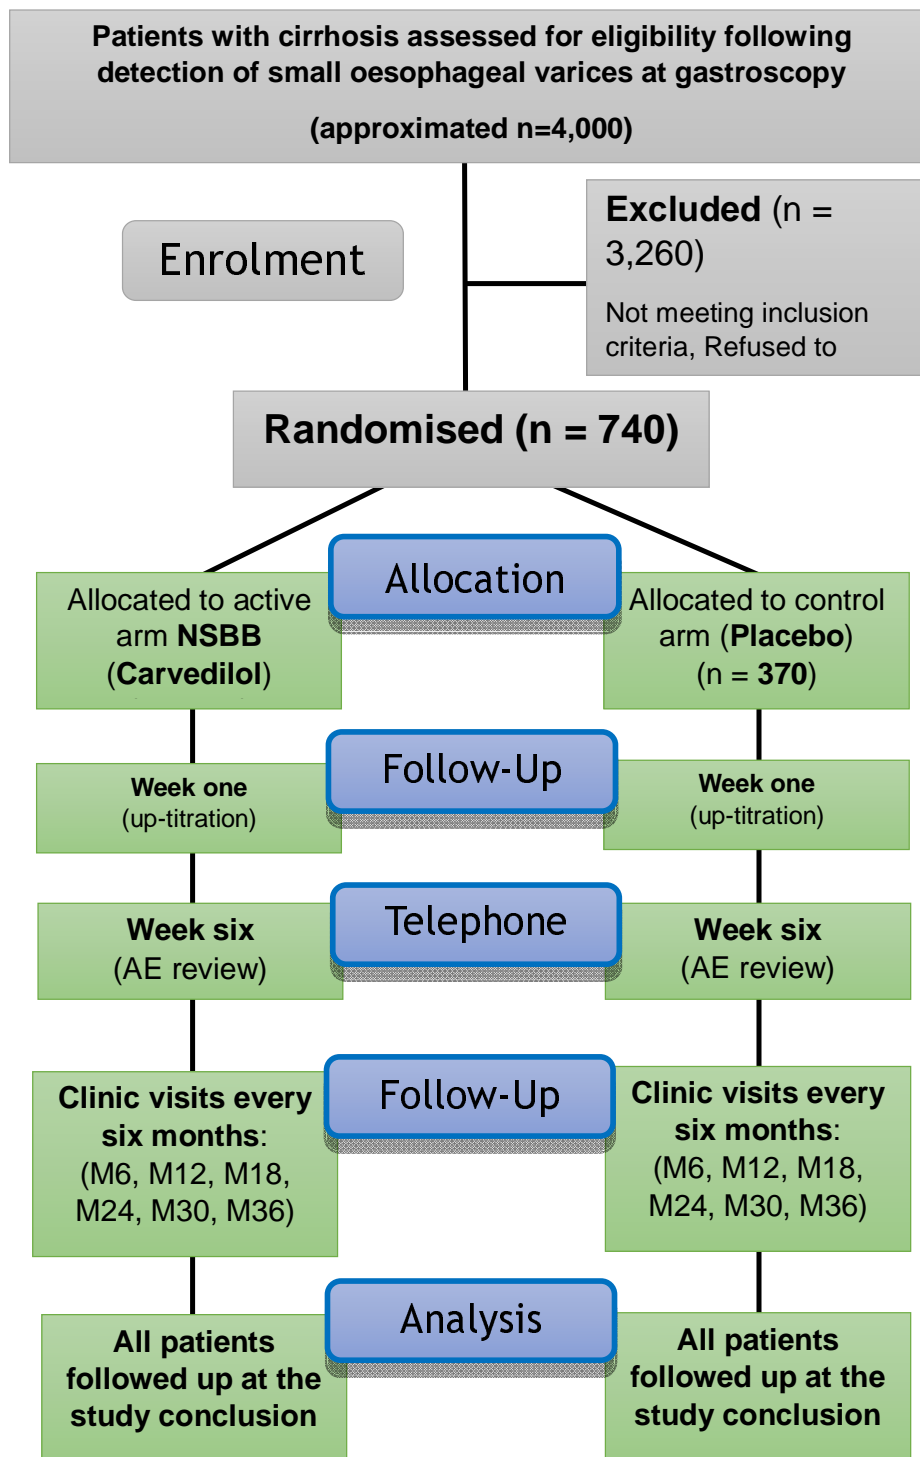 Patients with cirrhosis assessed for eligibility following
detection of small oesophageal varices at gastroscopy
(approximated n=4,000)
Enrolment
Excluded (n =
3,260)
Not meeting inclusion
criteria, Refused to
Randomised (n = 740)
Allocation
Allocated to active
arm NSBB
(Carvedilol)
Allocated to control
arm (Placebo)
(n = 370)
Follow-Up
Week one
(up-titration)
Week one
(up-titration)
Telephone
Week six
(AE review)
Week six
(AE review)
Follow-Up
Clinic visits every
six months:
(M6, M12, M18,
M24, M30, M36)
Clinic visits every
six months:
(M6, M12, M18,
M24, M30, M36)
Analysis
All patients
followed up at the
study conclusion
All patients
followed up at the
study conclusion